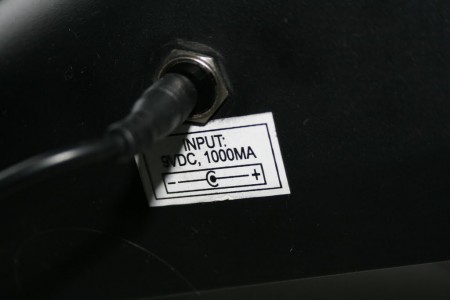 INPUT:
9VDC, 1000MA
- +